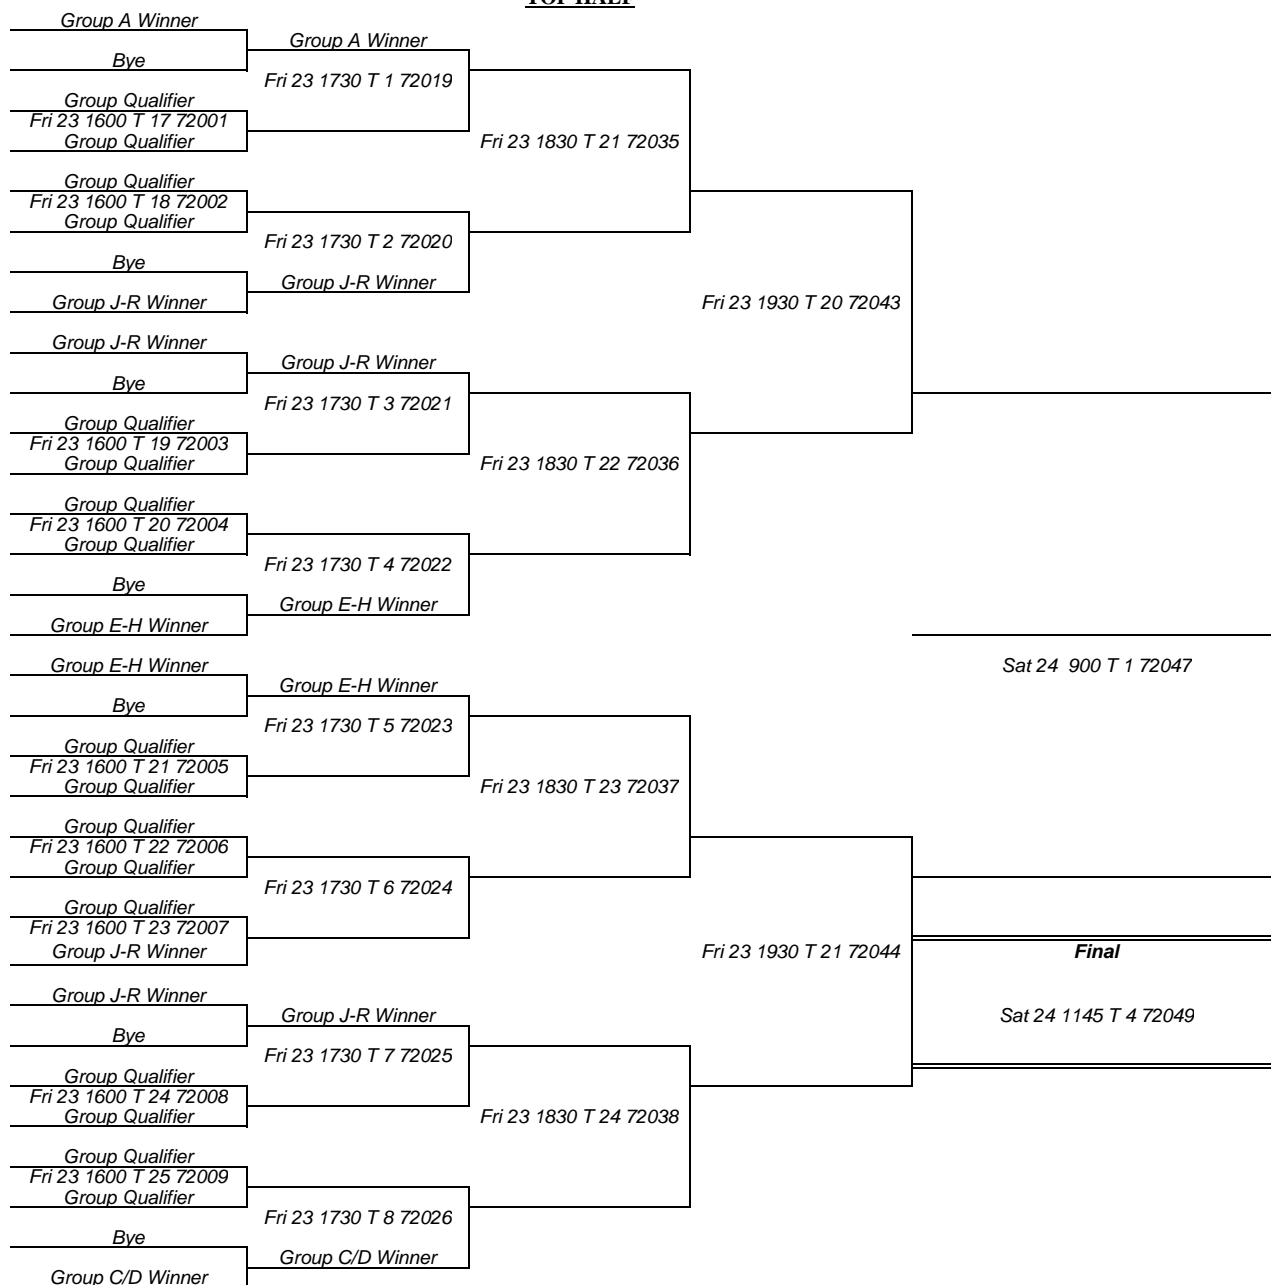 TOP HALF
Group A Winner
Group A Winner
Bye
Fri 23 1730 T 1 72019
Group Qualifier
Fri 23 1600 T 17 72001
Group Qualifier
Fri 23 1830 T 21 72035
Group Qualifier
Fri 23 1600 T 18 72002
Group Qualifier
Fri 23 1730 T 2 72020
Bye
Group J-R Winner
Group J-R Winner
Fri 23 1930 T 20 72043
Group J-R Winner
Group J-R Winner
Bye
Fri 23 1730 T 3 72021
Group Qualifier
Fri 23 1600 T 19 72003
Group Qualifier
Fri 23 1830 T 22 72036
Group Qualifier
Fri 23 1600 T 20 72004
Group Qualifier
Fri 23 1730 T 4 72022
Bye
Group E-H Winner
Group E-H Winner
Group E-H Winner
Sat 24 900 T 1 72047
Group E-H Winner
Bye
Fri 23 1730 T 5 72023
Group Qualifier
Fri 23 1600 T 21 72005
Group Qualifier
Fri 23 1830 T 23 72037
Group Qualifier
Fri 23 1600 T 22 72006
Group Qualifier
Fri 23 1730 T 6 72024
Group Qualifier
Fri 23 1600 T 23 72007
Group J-R Winner
Fri 23 1930 T 21 72044
Final
Group J-R Winner
Group J-R Winner
Sat 24 1145 T 4 72049
Bye
Fri 23 1730 T 7 72025
Group Qualifier
Fri 23 1600 T 24 72008
Group Qualifier
Fri 23 1830 T 24 72038
Group Qualifier
Fri 23 1600 T 25 72009
Group Qualifier
Fri 23 1730 T 8 72026
Bye
Group C/D Winner
Group C/D Winner